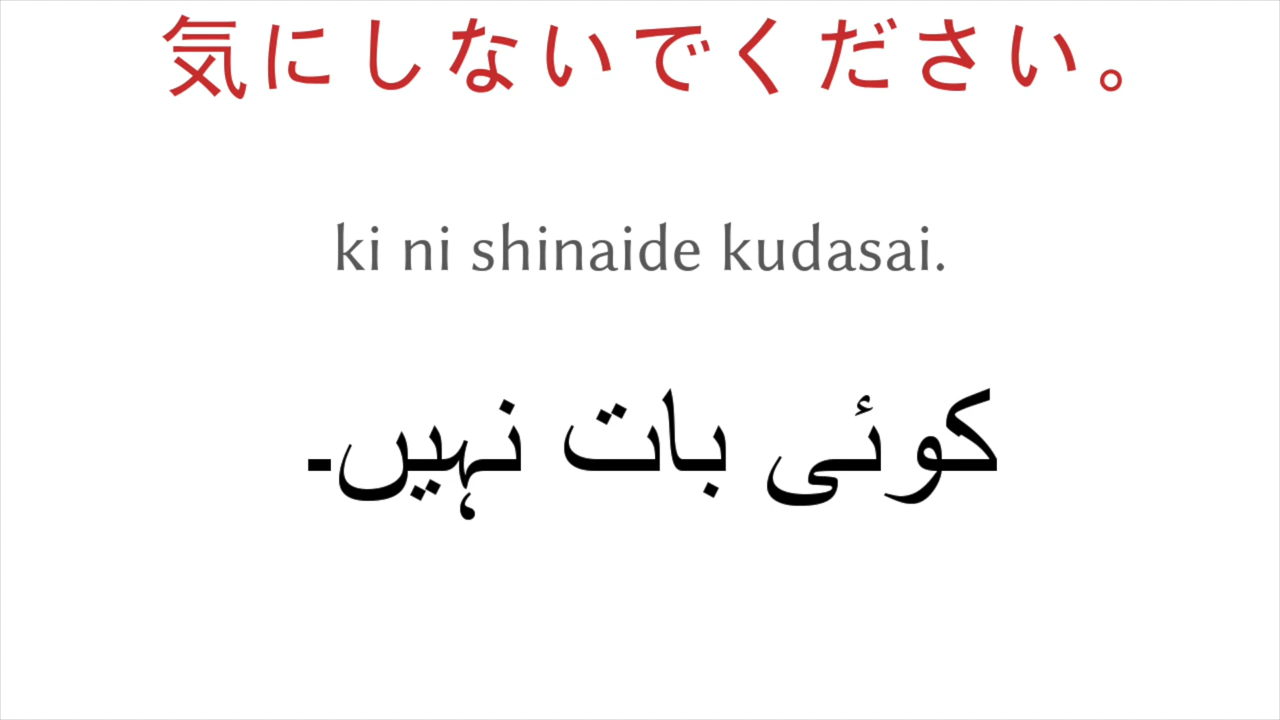 気にしないでください。
ki ni shinaide kudasai.
کوئی بات نہیں۔